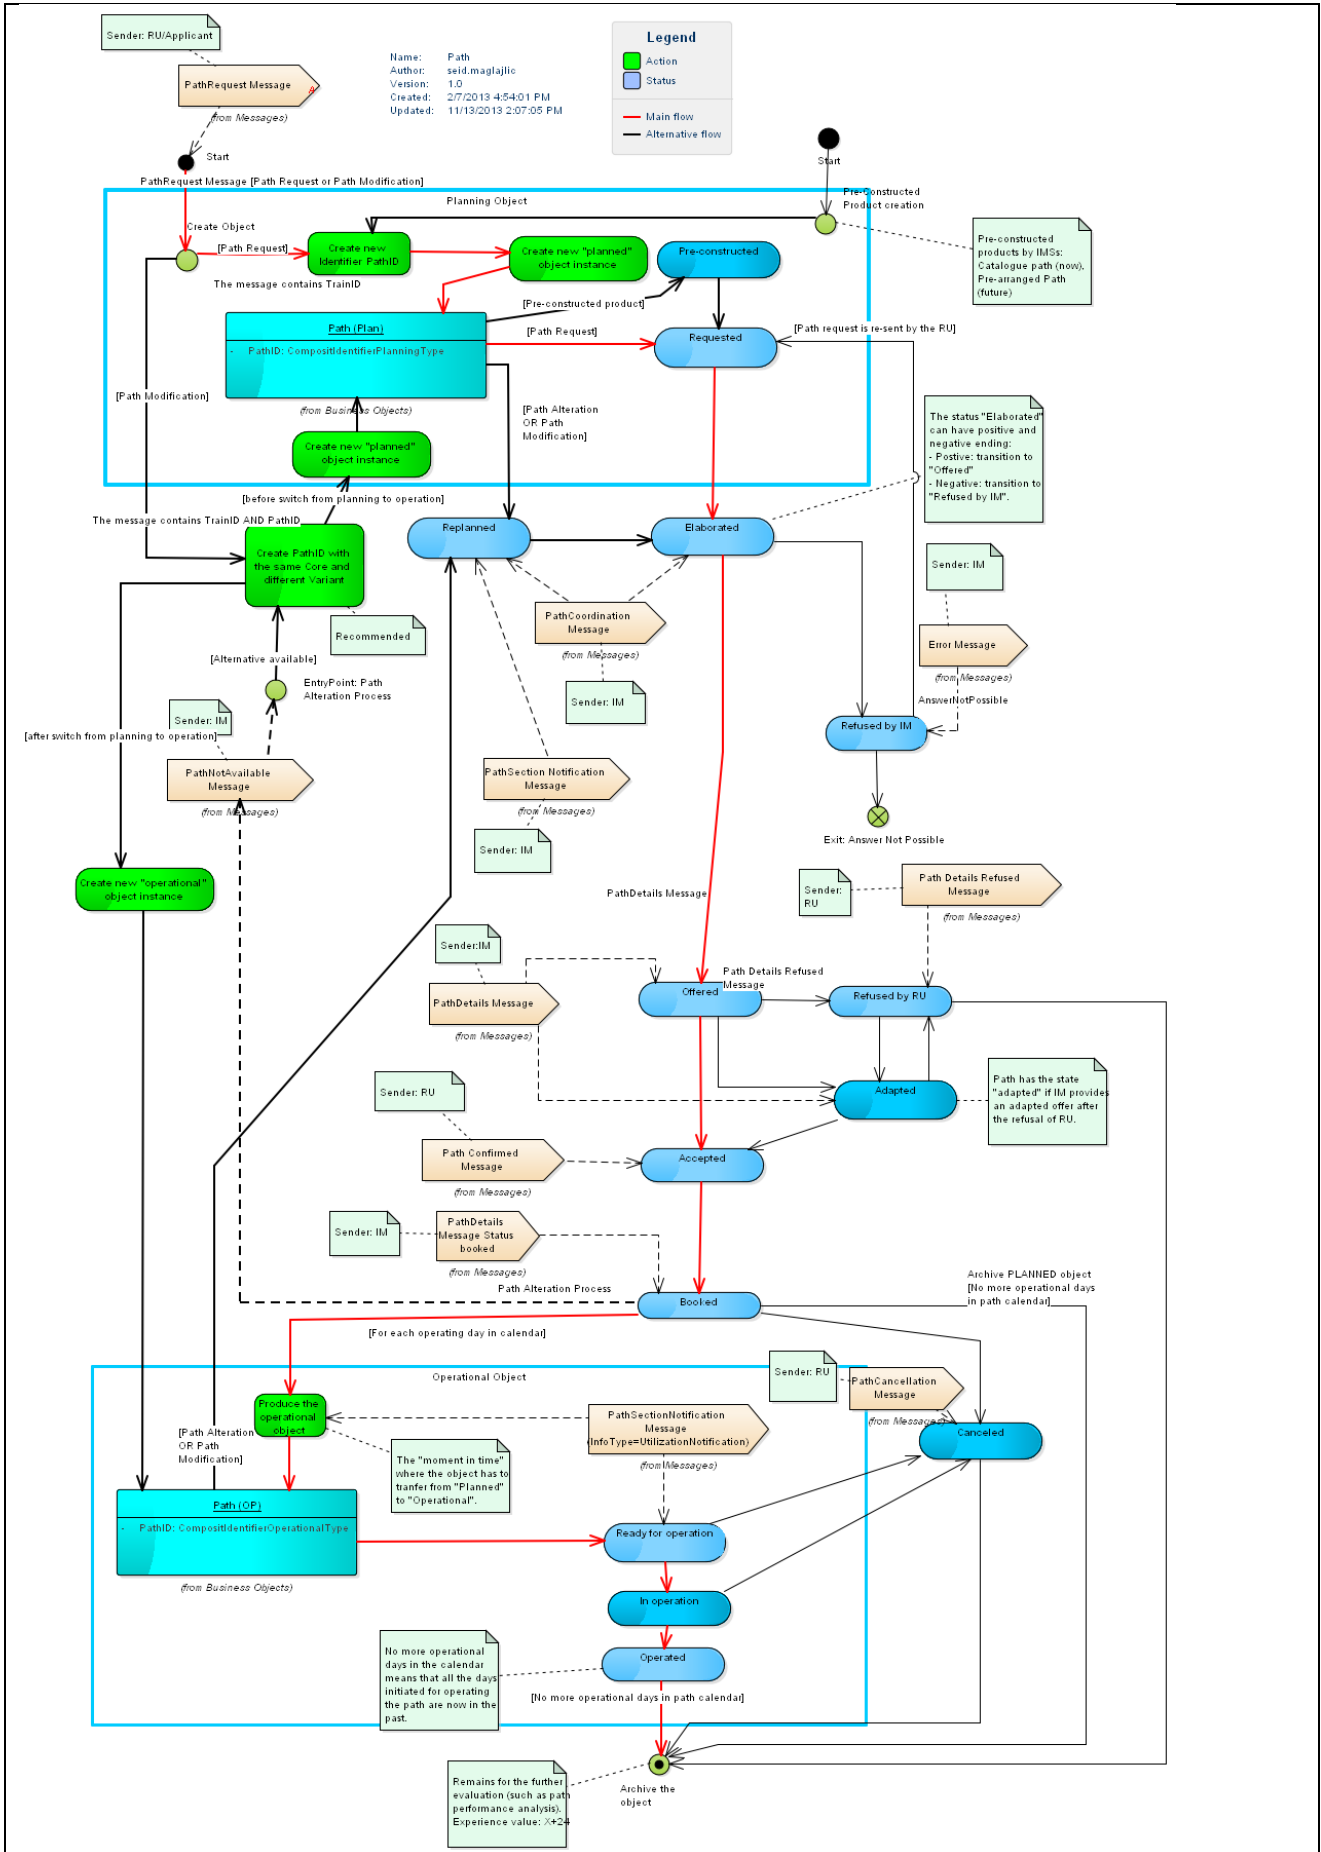 Sender: RU/Applicant
PathRequest Message
A
(from Messages)
Name: Path
Author: seid.maglajlic
Version: 1.0
Created: 2/7/2013 4:54:01 PM
Updated: 11/13/2013 2:07:05 PM
Legend
Action
Status
Main flow
Alternative flow
Start
Start
PathRequest Message [Path Request or Path Modification]
Planning Object
Pre-Constructed
Product creation
Create Object
[Path Request]
Create new
Identifier PathID
Create new "planned"
object instance
Pre-constructed
Pre-constructed
products by IMSs:
Catalogue path (now),
Pre-arranged Path
(future)
The message contains TrainID
[Pre-constructed product]
Path (Plan)
- PathID: CompositIdentifierPlanningType
(from Business Objects)
[Path Request]
Requested
[Path request is re-sent by the RU]
[Path Modification]
[Path Alteration
OR Path
Modification]
Create new "planned"
object instance
The status "Elaborated"
can have positive and
negative ending:
- Postive: transition to
"Offered"
- Negative: transition to
"Refused by IM".
[before switch from planning to operation]
The message contains TrainID AND PathID
Replanned
Elaborated
Create PathID with
the same Core and
different Variant
Sender: IM
PathCoordination
Message
(from Messages)
Recommended
Error Message
(from Messages)
[Alternative available]
EntryPoint: Path
Alteration Process
Sender: IM
AnswerNotPossible
Sender: IM
Refused by IM
[after switch from planning to operation]
PathNotAvailable
Message
(from Messages)
PathSection Notification
Message
(from Messages)
Sender: IM
Exit: Answer Not Possible
Create new "operational"
object instance
PathDetails Message
Sender:
RU
Path Details Refused
Message
(from Messages)
Sender:IM
PathDetails Message
(from Messages)
Offered
Path Details Refused
Message
Refused by RU
Adapted
Path has the state
"adapted" if IM provides
an adapted offer after
the refusal of RU.
Sender: RU
Path Confirmed
Message
(from Messages)
Accepted
Sender: IM
PathDetails
Message Status
booked
(from Messages)
Path Alteration Process
Booked
Archive PLANNED object
[No more operational days
in path calendar]
[For each operating day in calendar]
Operational Object
Sender: RU
PathCancellation
Message
(from Messages)
Canceled
Produce the
operational
object
PathSectionNotification
Message
(InfoType=UtilizationNotification)
(from Messages)
[Path Alteration
OR Path
Modification]
The "moment in time"
where the object has to
tranfer from "Planned"
to "Operational".
Path (OP)
- PathID: CompositIdentifierOperationalType
(from Business Objects)
Ready for operation
In operation
No more operational
days in the calendar
means that all the days
initiated for operating
the path are now in the
past.
Operated
[No more operational days in path calendar]
Archive the
object
Remains for the further
evaluation (such as path
performance analysis).
Experience value: X+24